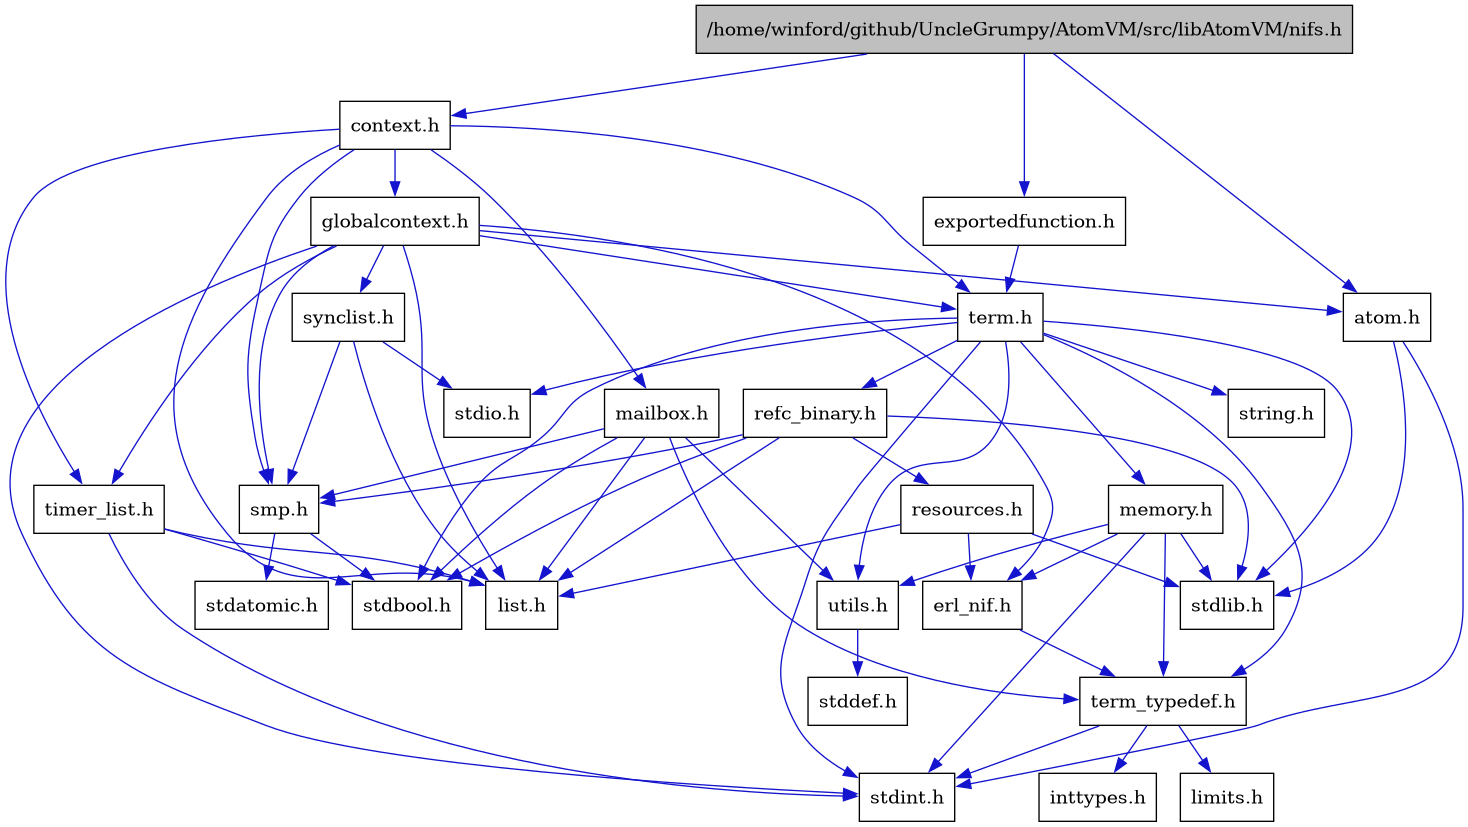 /home/winford/github/UncleGrumpy/AtomVM/src/libAtomVM/nifs.h
context.h
globalcontext.h
exportedfunction.h
synclist.h
term.h
atom.h
stdio.h
mailbox.h
refc_binary.h
string.h
timer_list.h
smp.h
resources.h
memory.h
stdatomic.h
stdbool.h
list.h
utils.h
erl_nif.h
stdlib.h
stddef.h
term_typedef.h
stdint.h
inttypes.h
limits.h